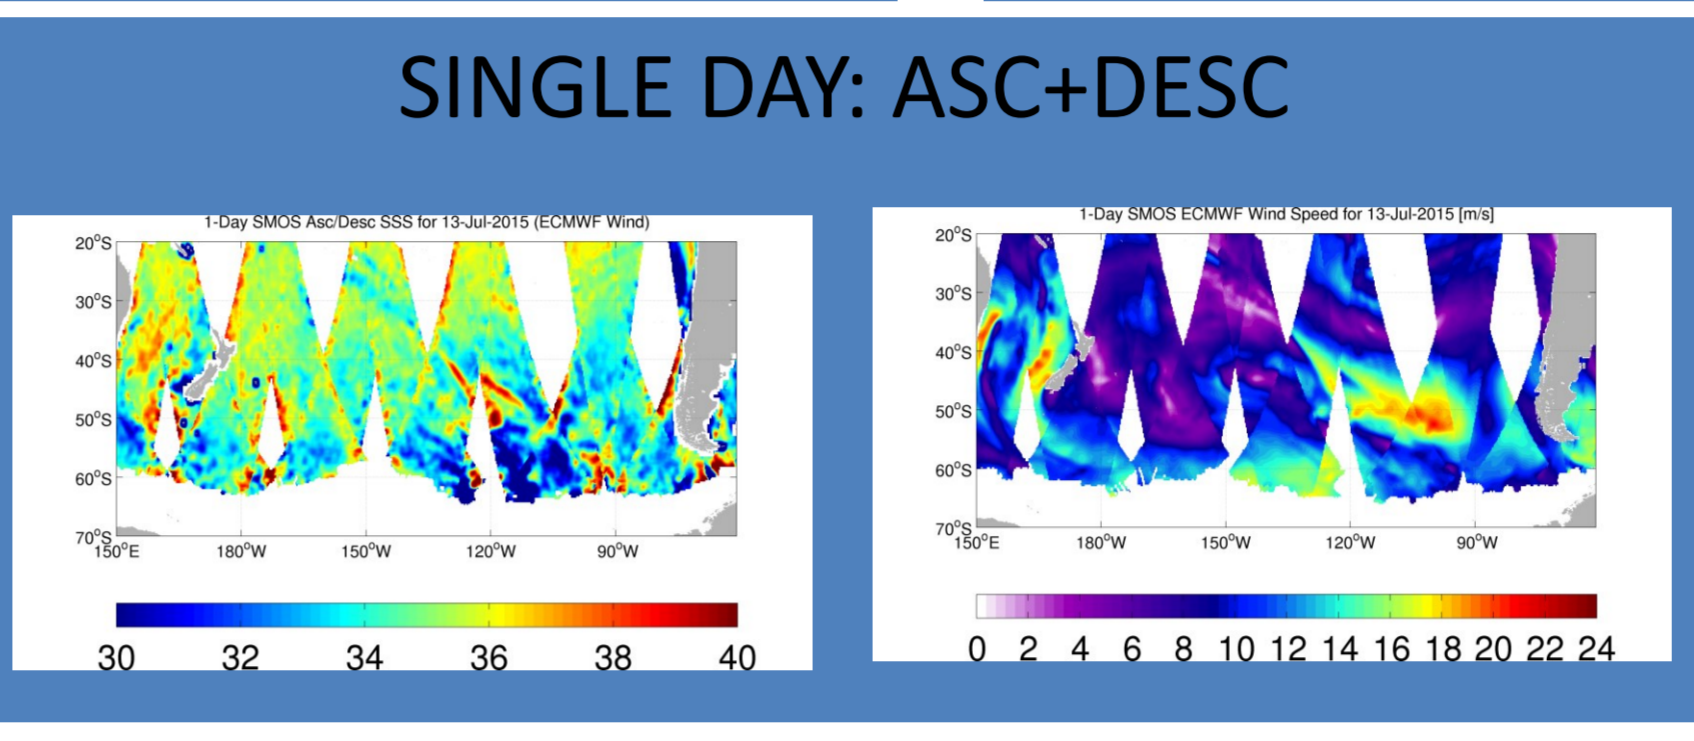 SINGLE DAY: ASC+DESC
1-Day SMOS Asc/Desc SSS for 13-Jul-2015 (ECMWF Wind)
20°S
30°S
40°S
50°S
60°S
70°S
150°E 180°W 150°W 120°W 90°W
30 32 34 36 38 40
1-Day SMOS ECMWF Wind Speed for 13-Jul-2015 [m/s]
20°S
30°S
40°S
50°S
60°S
70°S
150°E 180°W 150°W 120°W 90°W
0 2 4 6 8 10 12 14 16 18 20 22 24